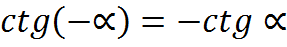 ctg(−∝) = −ctg ∝